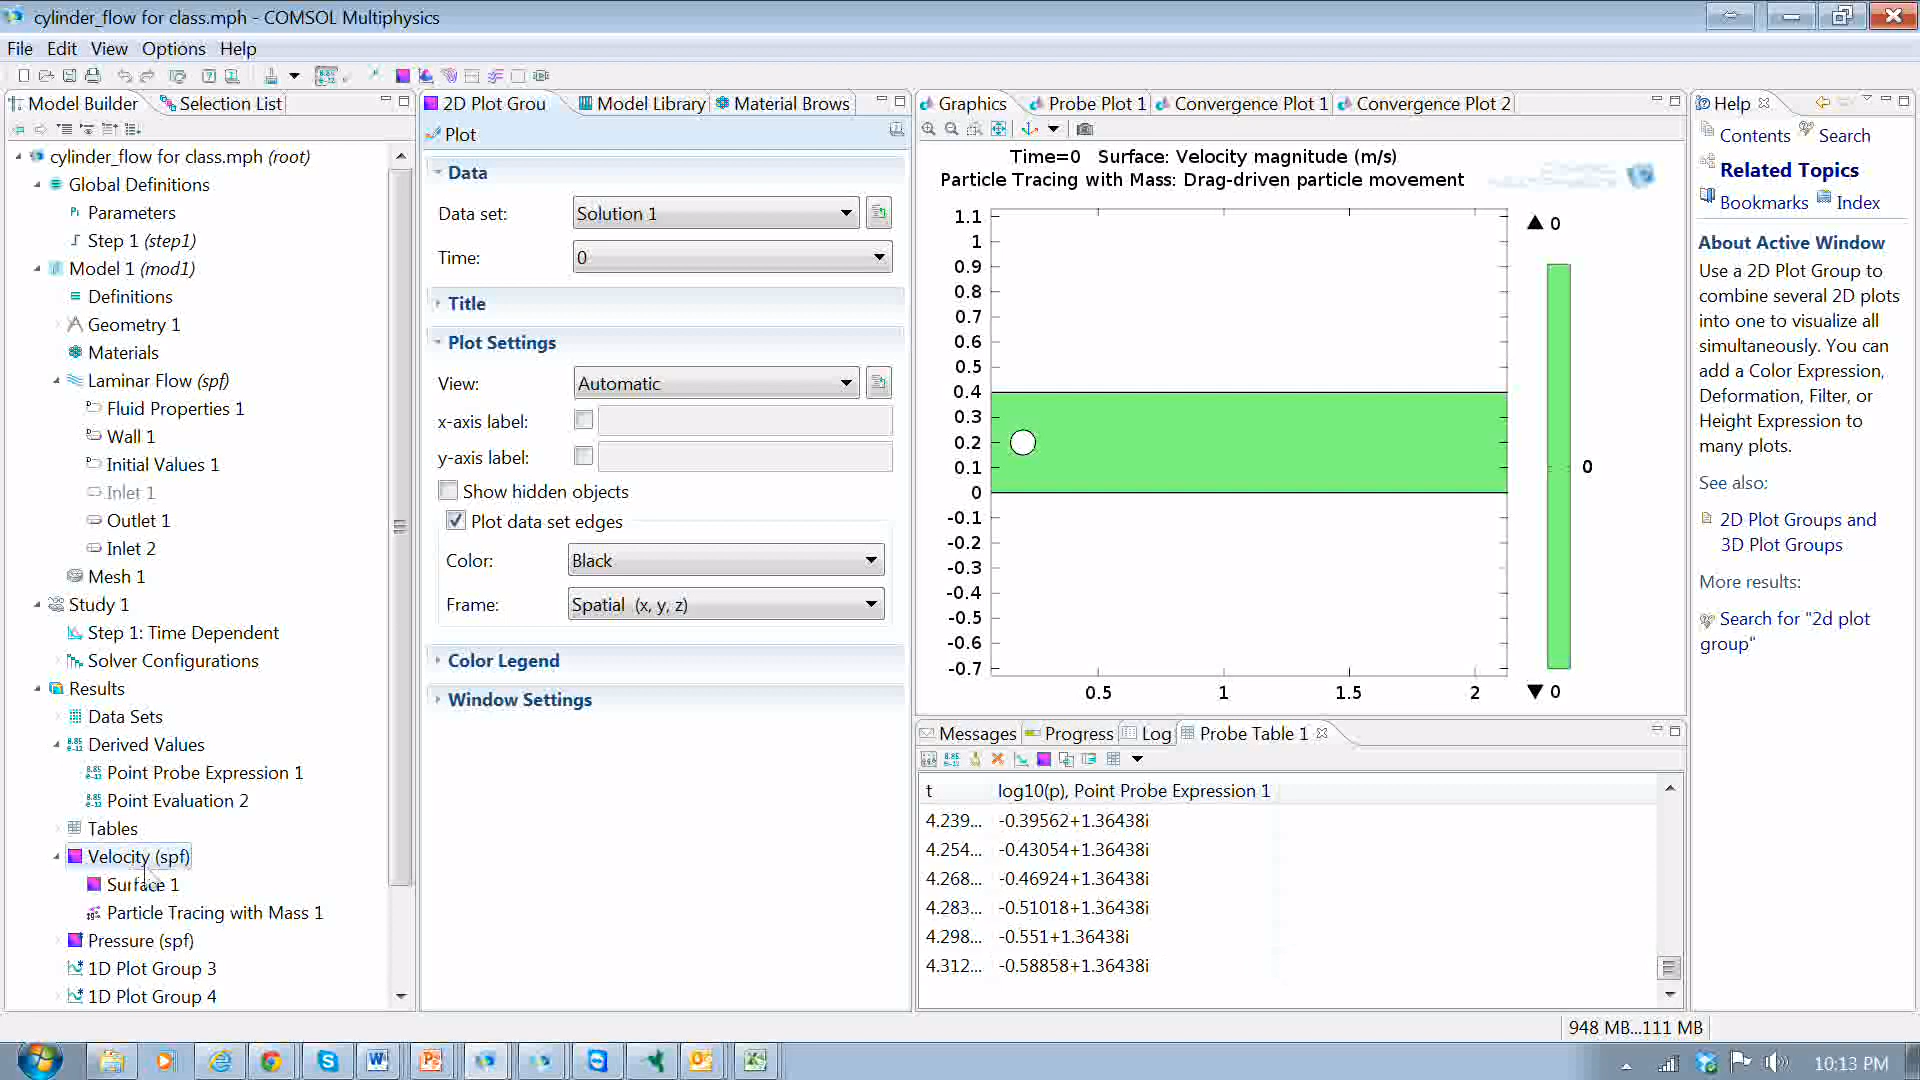 cylinder_flow for class.mph - COMSOL Multiphysics
File Edit View Options Help
Model Builder Selection List
cylinder_flow for class.mph (root)
Global Definitions
Parameters
Step 1 (step1)
Model 1 (mod1)
Definitions
Geometry 1
Materials
Laminar Flow (spf)
Fluid Properties 1
Wall 1
Initial Values 1
Inlet 1
Outlet 1
Inlet 2
Mesh 1
Study 1
Step 1: Time Dependent
Solver Configurations
Results
Data Sets
Derived Values
Point Probe Expression 1
Point Evaluation 2
Tables
Velocity (spf)
Surface 1
Particle Tracing with Mass 1
Pressure (spf)
1D Plot Group 3
1D Plot Group 4
2D Plot Grou Model Library Material Brows
Plot
Data
Data set: Solution 1
Time: 0
Title
Plot Settings
View: Automatic
x-axis label:
y-axis label:
Show hidden objects
Plot data set edges
Color: Black
Frame: Spatial (x, y, z)
Color Legend
Window Settings
Graphics Probe Plot 1 Convergence Plot 1 Convergence Plot 2
Time=0 Surface: Velocity magnitude (m/s)
Particle Tracing with Mass: Drag-driven particle movement
1.1
1
0.9
0.8
0.7
0.6
0.5
0.4
0.3
0.2
0.1
0
-0.1
-0.2
-0.3
-0.4
-0.5
-0.6
-0.7
0.5 1 1.5 2
▲ 0
0
▼ 0
Messages Progress Log Probe Table 1
t log10(p), Point Probe Expression 1
4.239... -0.39562+1.36438i
4.254... -0.43054+1.36438i
4.268... -0.46924+1.36438i
4.283... -0.51018+1.36438i
4.298... -0.551+1.36438i
4.312... -0.58858+1.36438i
Help
Contents Search
Related Topics
Bookmarks Index
About Active Window
Use a 2D Plot Group to
combine several 2D plots
into one to visualize all
simultaneously. You can
add a Color Expression,
Deformation, Filter, or
Height Expression to
many plots.
See also:
2D Plot Groups and
3D Plot Groups
More results:
Search for "2d plot
group"
948 MB...111 MB
10:13 PM